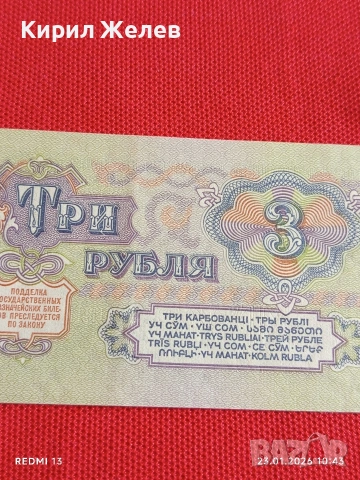 Кирил Желев
ТРИ
3
РУБЛЯ
ПОДДЕЛКА
ГОСУДАРСТВЕННЫХ
КАЗНАЧЕЙСКИХ БИЛЕ-
ТОВ ПРЕСЛЕДУЕТСЯ
ПО ЗАКОНУ
ТРИ КАРБОВАНЦІ · ТРЫ РУБЛІ
УЧ СЎМ · ҮШ СОМ · ᲡᲐᲛᲘ ᲛᲐᲜᲔᲗᲘ
ҮЧ МАНАТ · TRYS RUBLIAI · ТРЕЙ РУБЛЕ
TRĪS RUBĻI · ҮЧ СОМ · СЕ СӮМ · ԵՐԵՔ
ՌՈՒԲԼԻ · ҮЧ МАНАТ · KOLM RUBLA
BAZAR
REDMI 13
23.01.2026 10:43